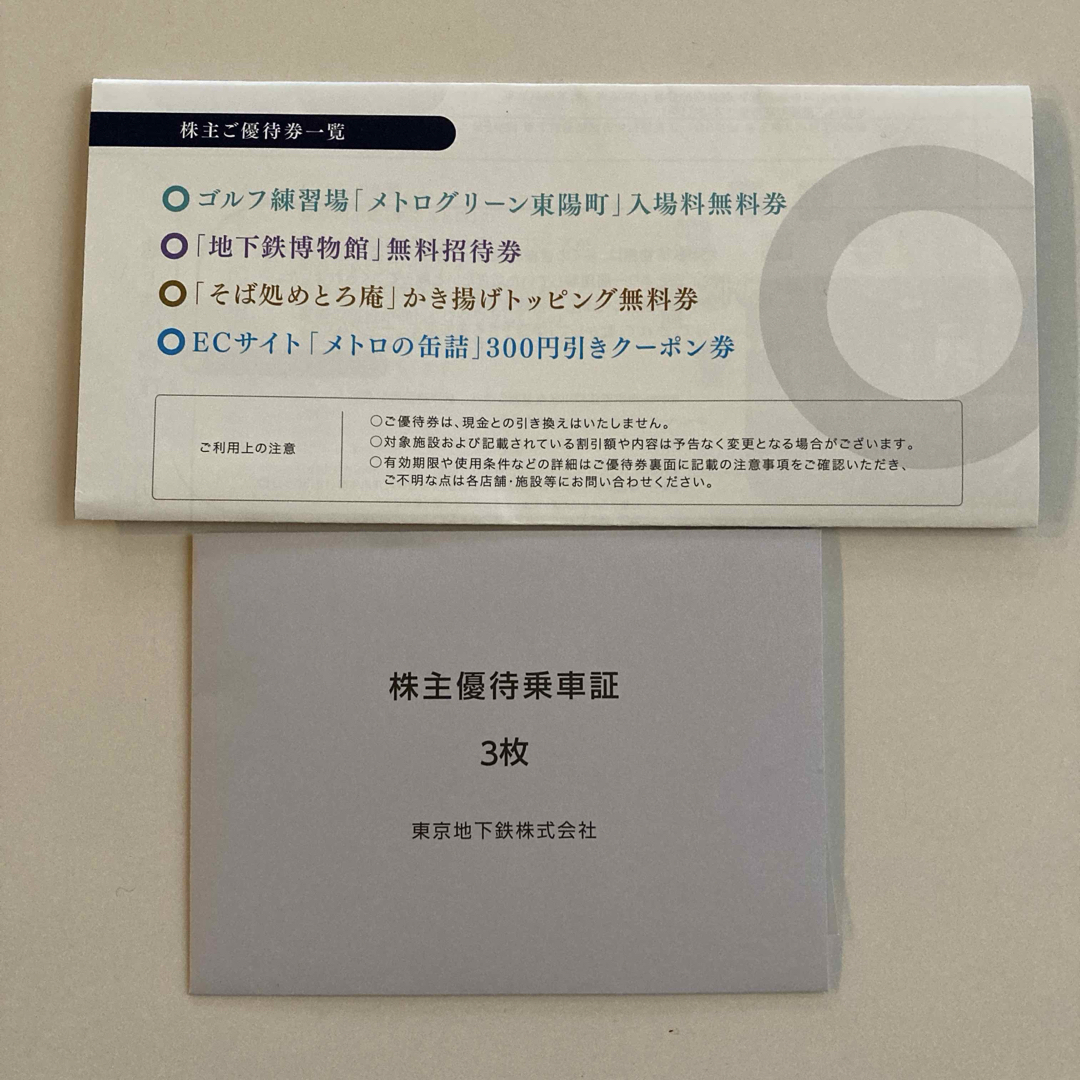 株主ご優待券一覧
ゴルフ練習場「メトログリーン東陽町」入場料無料券
「地下鉄博物館」無料招待券
「そば処めとろ庵」かき揚げトッピング無料券
ECサイト「メトロの缶詰」300円引きクーポン券
ご利用上の注意
○ご優待券は、現金との引き換えはいたしません。
○対象施設および記載されている割引額や内容は予告なく変更となる場合がございます。
○有効期限や使用条件などの詳細はご優待券裏面に記載の注意事項をご確認いただき、
ご不明な点は各店舗・施設等にお問い合わせください。
株主優待乗車証
3枚
東京地下鉄株式会社